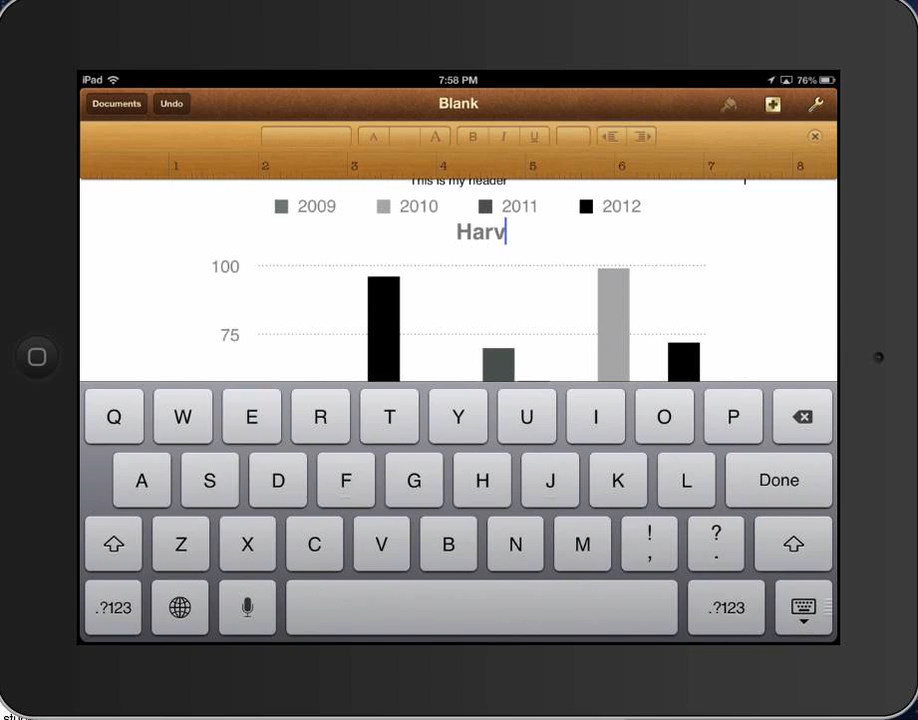 iPad 7:58 PM 76%
Documents Undo Blank
A A B I U
1 2 3 4 5 6 7 8
This is my header 1
2009 2010 2011 2012
Harv
100
75
Q W E R T Y U I O P
A S D F G H J K L Done
Z X C V B N M ! , ? .
.?123 .?123